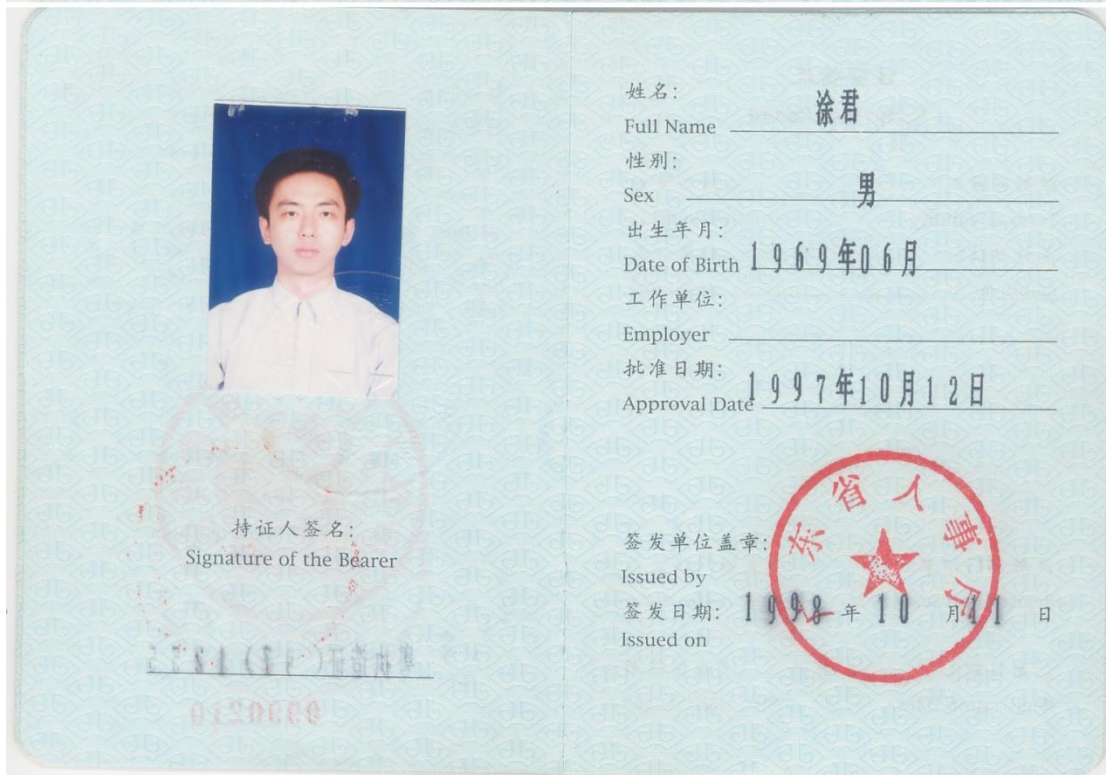 持证人签名:
Signature of the Bearer
姓名:
Full Name 涂君
性别:
Sex 男
出生年月:
Date of Birth 1969年06月
工作单位:
Employer
批准日期:
Approval Date 1997年10月12日
签发单位盖章:
Issued by
签发日期: 1998 年 10 月 11 日
Issued on
东省人事厅